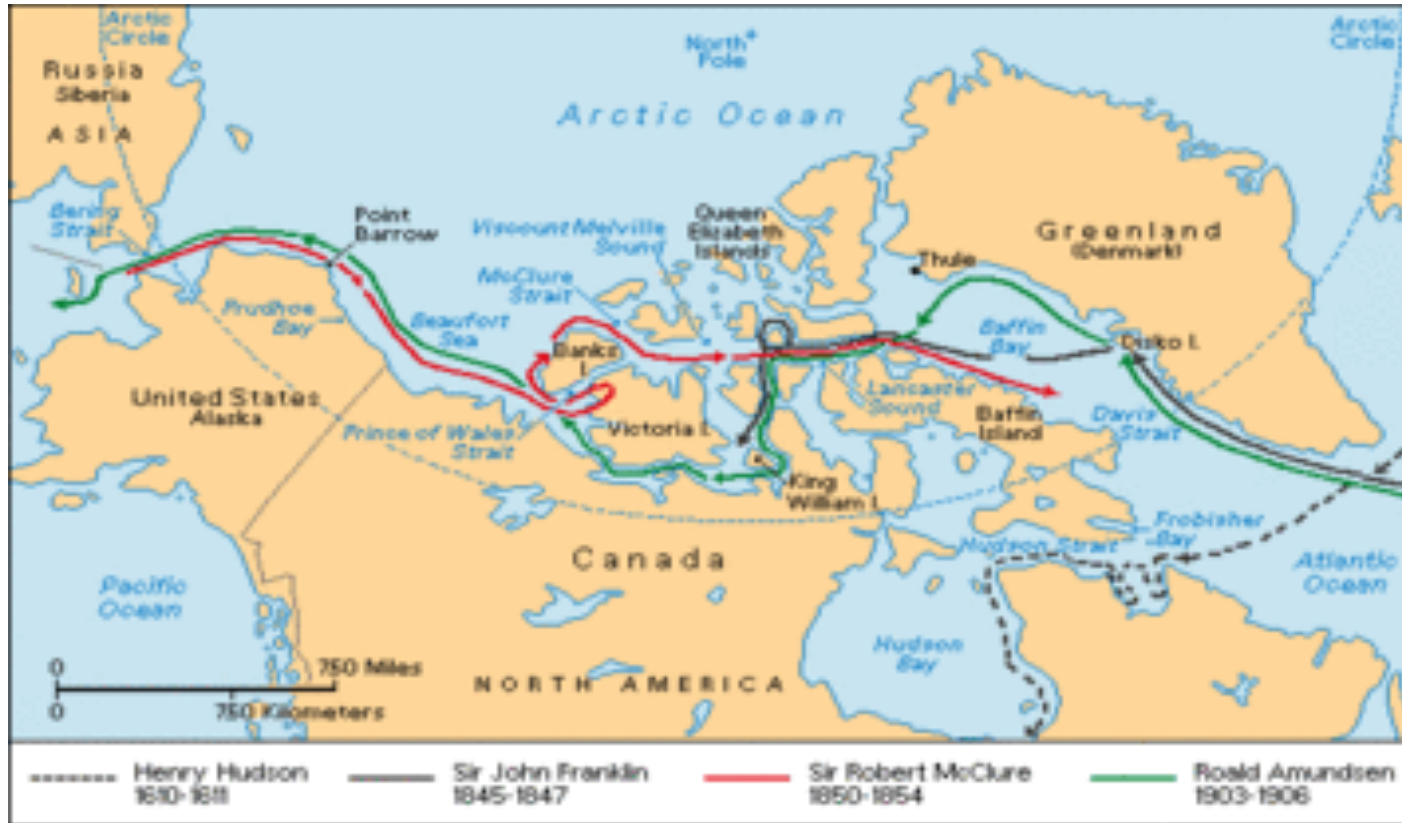 Arctic
Circle
Russia
Siberia
ASIA
North
Pole
Arctic Ocean
Arctic
Circle
Bering
Strait
Point
Barrow
Viscount Melville
Sound
Queen
Elizabeth
Islands
Greenland
(Denmark)
Thule
McClure
Strait
Prudhoe
Bay
Beaufort
Sea
Banks
I.
Baffin
Bay
Disko I.
United States
Alaska
Prince of Wales
Strait
Victoria I.
Lancaster
Sound
Baffin
Island
Davis
Strait
King
William I.
Frobisher
Bay
Hudson Strait
Canada
Atlantic
Ocean
Pacific
Ocean
Hudson
Bay
0 750 Miles
0 750 Kilometers
NORTH AMERICA
Henry Hudson
1610-1611
Sir John Franklin
1845-1847
Sir Robert McClure
1850-1854
Roald Amundsen
1903-1906